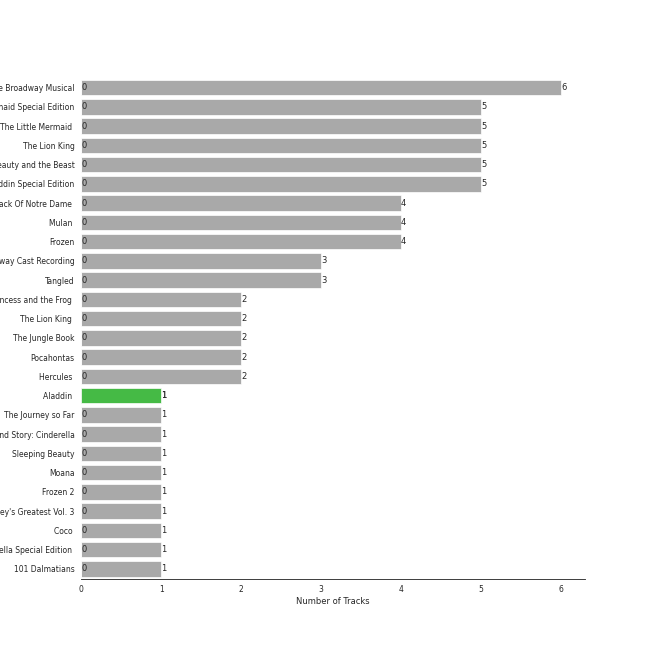 e Broadway Musical 0 6
naid Special Edition 0 5
The Little Mermaid 0 5
The Lion King 0 5
eauty and the Beast 0 5
ddin Special Edition 0 5
ack Of Notre Dame 0 4
Mulan 0 4
Frozen 0 4
way Cast Recording 0 3
Tangled 0 3
ncess and the Frog 0 2
The Lion King 0 2
The Jungle Book 0 2
Pocahontas 0 2
Hercules 0 2
Aladdin 1
The Journey so Far 0 1
nd Story: Cinderella 0 1
Sleeping Beauty 0 1
Moana 0 1
Frozen 2 0 1
ey's Greatest Vol. 3 0 1
Coco 0 1
ella Special Edition 0 1
101 Dalmatians 0 1
0 1 2 3 4 5 6
Number of Tracks